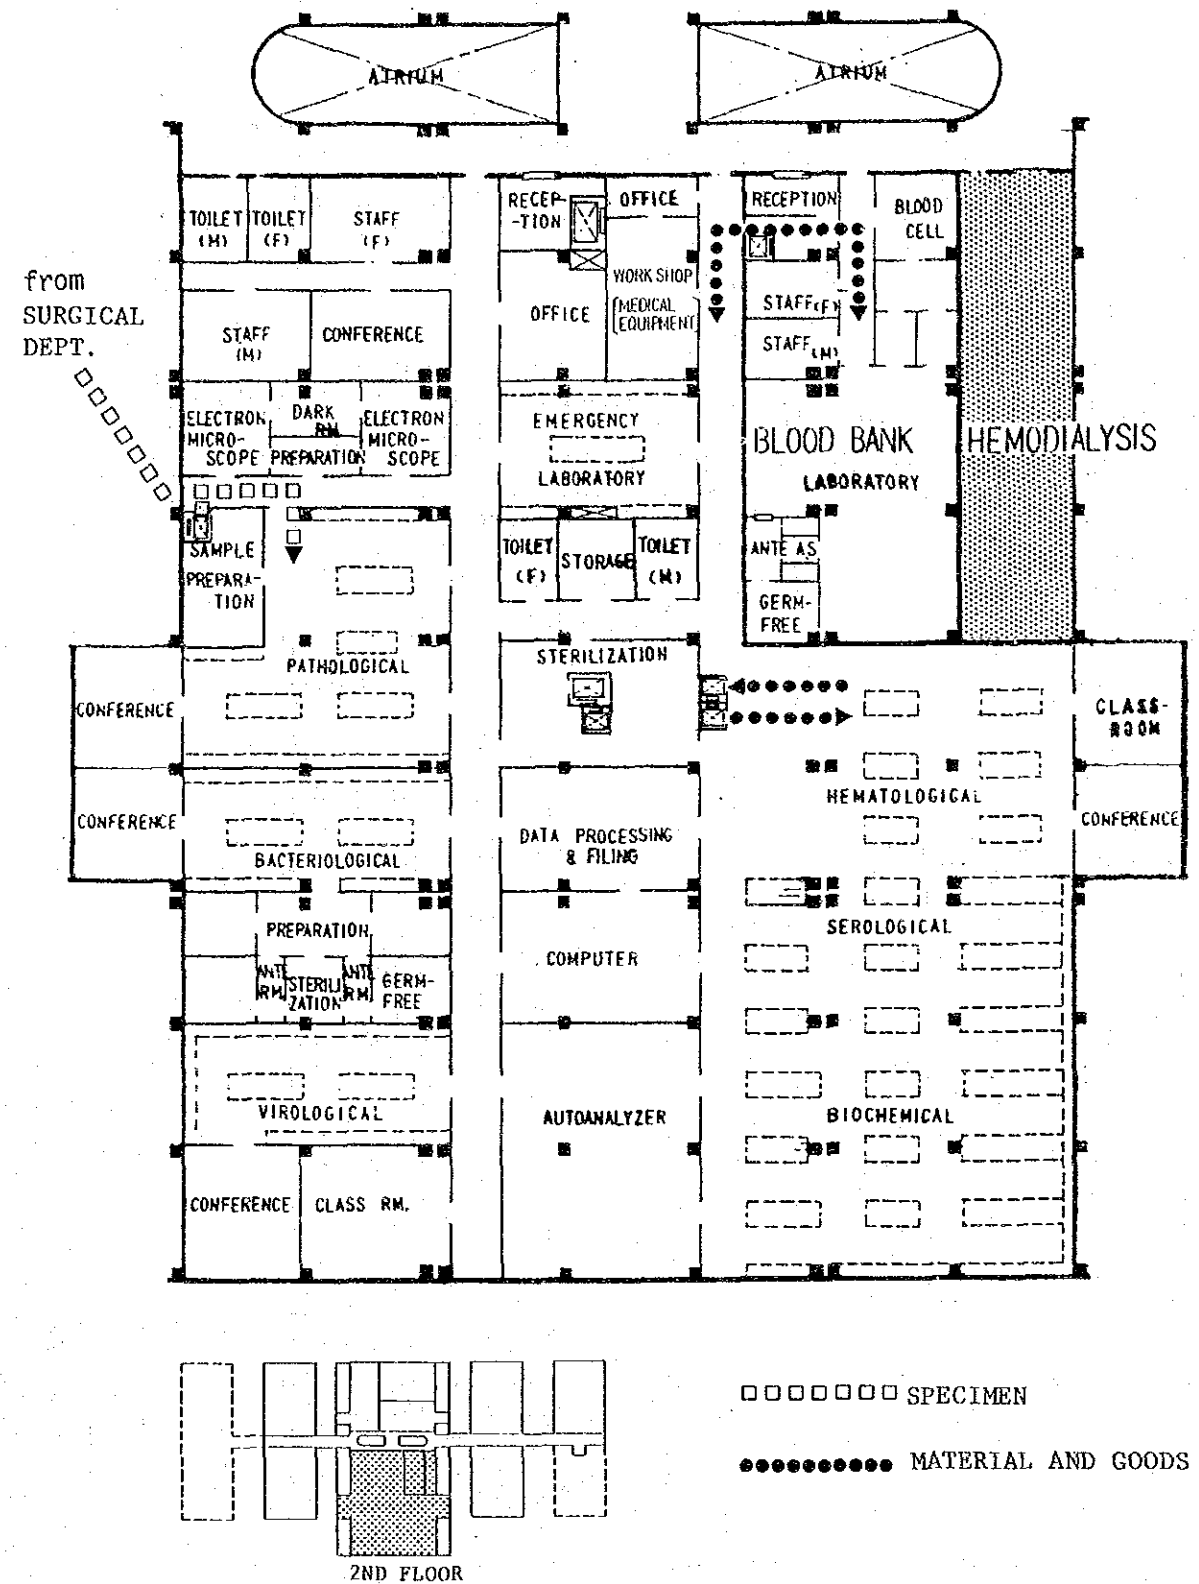 ATRIUM
ATRIUM
TOILET
(M)
TOILET
(F)
STAFF
(F)
RECEP-
-TION
OFFICE
RECEPTION
BLOOD
CELL
from
SURGICAL
DEPT.
STAFF
(M)
CONFERENCE
OFFICE
WORK SHOP
[MEDICAL
EQUIPMENT]
STAFF (F)
STAFF (M)
ELECTRON
MICRO-
SCOPE
DARK
RM.
PREPARATION
ELECTRON
MICRO-
SCOPE
EMERGENCY
LABORATORY
BLOOD BANK
LABORATORY
HEMODIALYSIS
SAMPLE
PREPARA-
TION
TOILET
(F)
STORAGE
TOILET
(M)
ANTE AS
GERM-
FREE
PATHOLOGICAL
STERILIZATION
CONFERENCE
CLASS-
ROOM
CONFERENCE
BACTERIOLOGICAL
DATA PROCESSING
& FILING
HEMATOLOGICAL
CONFERENCE
PREPARATION
ANTE
RM.
STERILI
ZATION
ANTE
RM.
GERM-
FREE
COMPUTER
SEROLOGICAL
VIROLOGICAL
AUTOANALYZER
BIOCHEMICAL
CONFERENCE
CLASS RM.
SPECIMEN
MATERIAL AND GOODS
2ND FLOOR